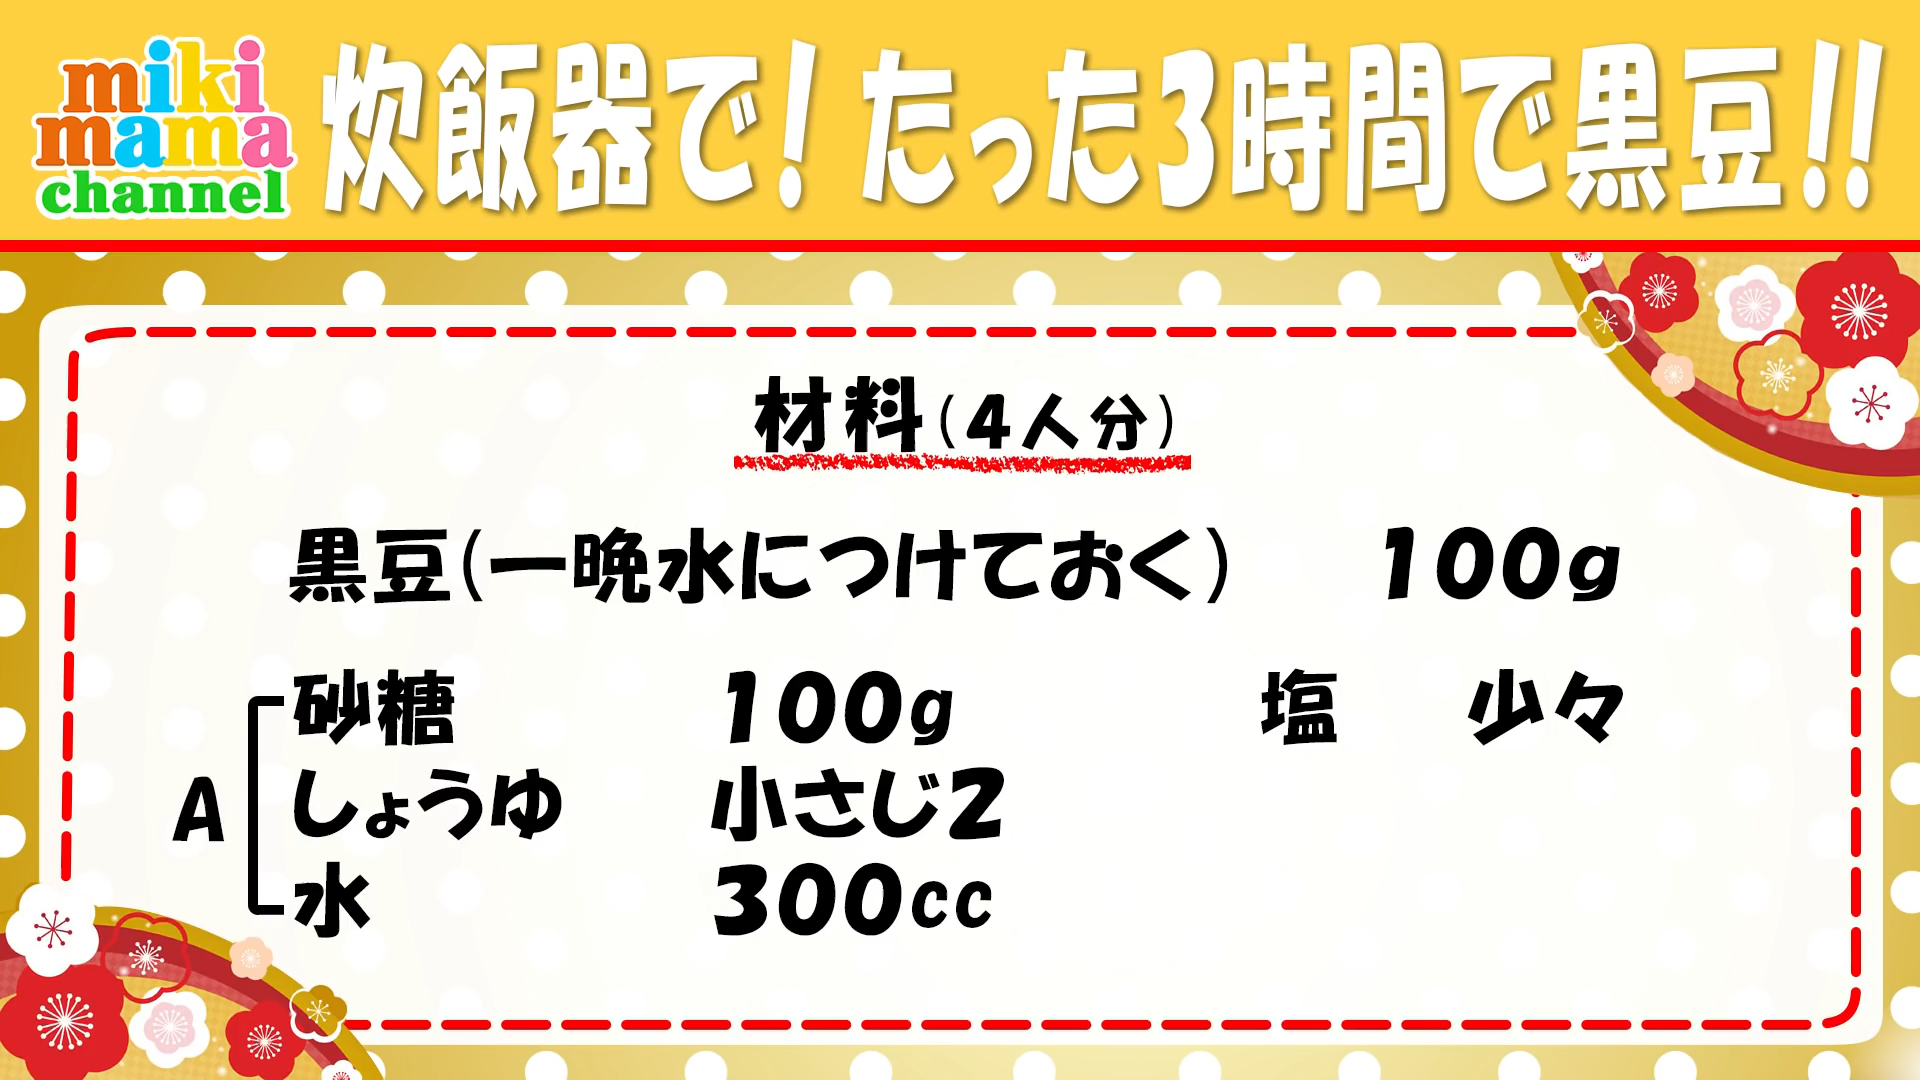 miki
mama
channel
炊飯器で！たった3時間で黒豆!!
材料（4人分）
黒豆（一晩水につけておく） 100g
砂糖 100g 塩 少々
A しょうゆ 小さじ2
水 300cc